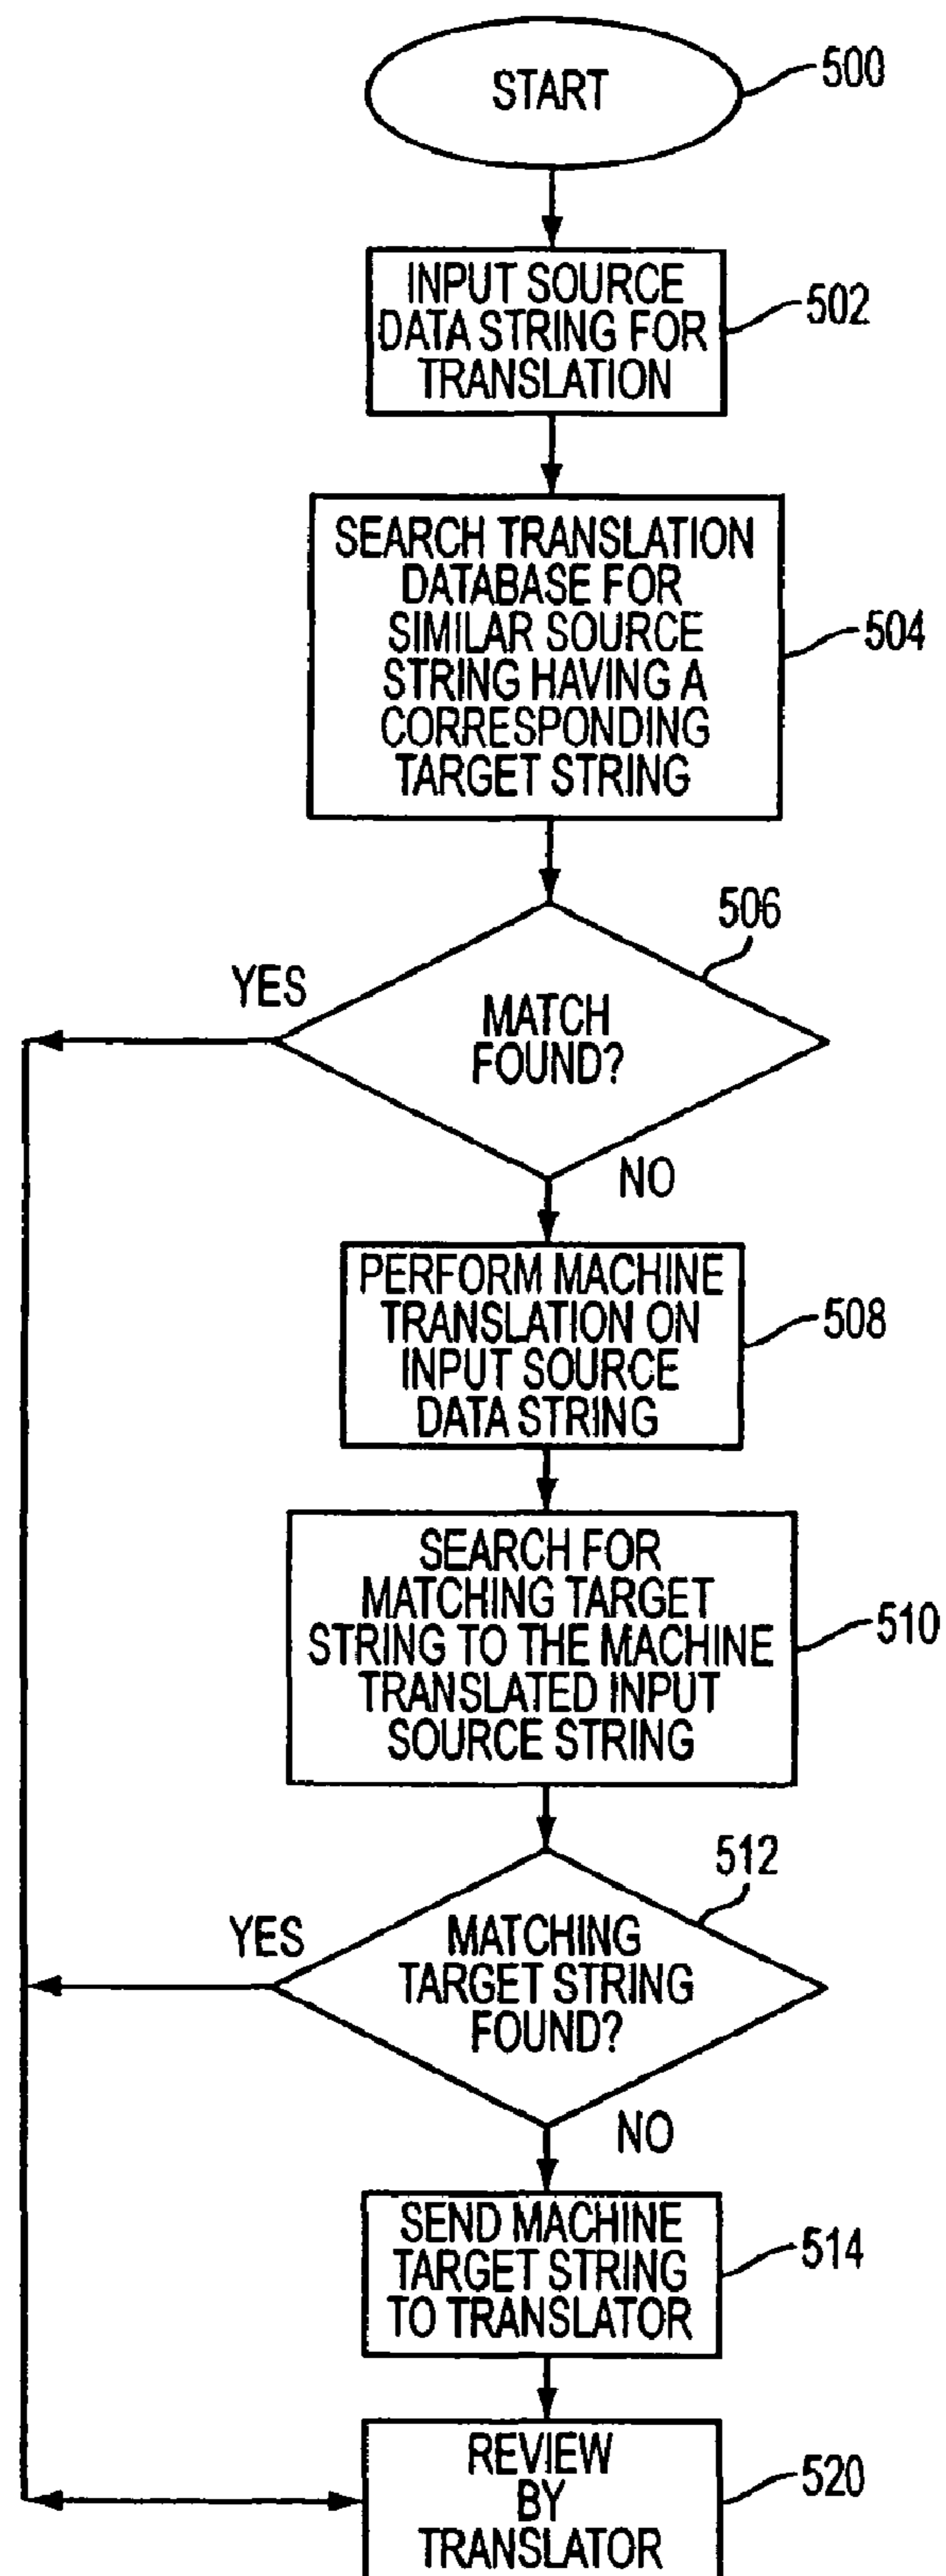 START
500
INPUT SOURCE
DATA STRING FOR
TRANSLATION
502
SEARCH TRANSLATION
DATABASE FOR
SIMILAR SOURCE
STRING HAVING A
CORRESPONDING
TARGET STRING
504
506
YES
MATCH
FOUND?
NO
PERFORM MACHINE
TRANSLATION ON
INPUT SOURCE
DATA STRING
508
SEARCH FOR
MATCHING TARGET
STRING TO THE MACHINE
TRANSLATED INPUT
SOURCE STRING
510
512
YES
MATCHING
TARGET STRING
FOUND?
NO
SEND MACHINE
TARGET STRING
TO TRANSLATOR
514
REVIEW
BY
TRANSLATOR
520